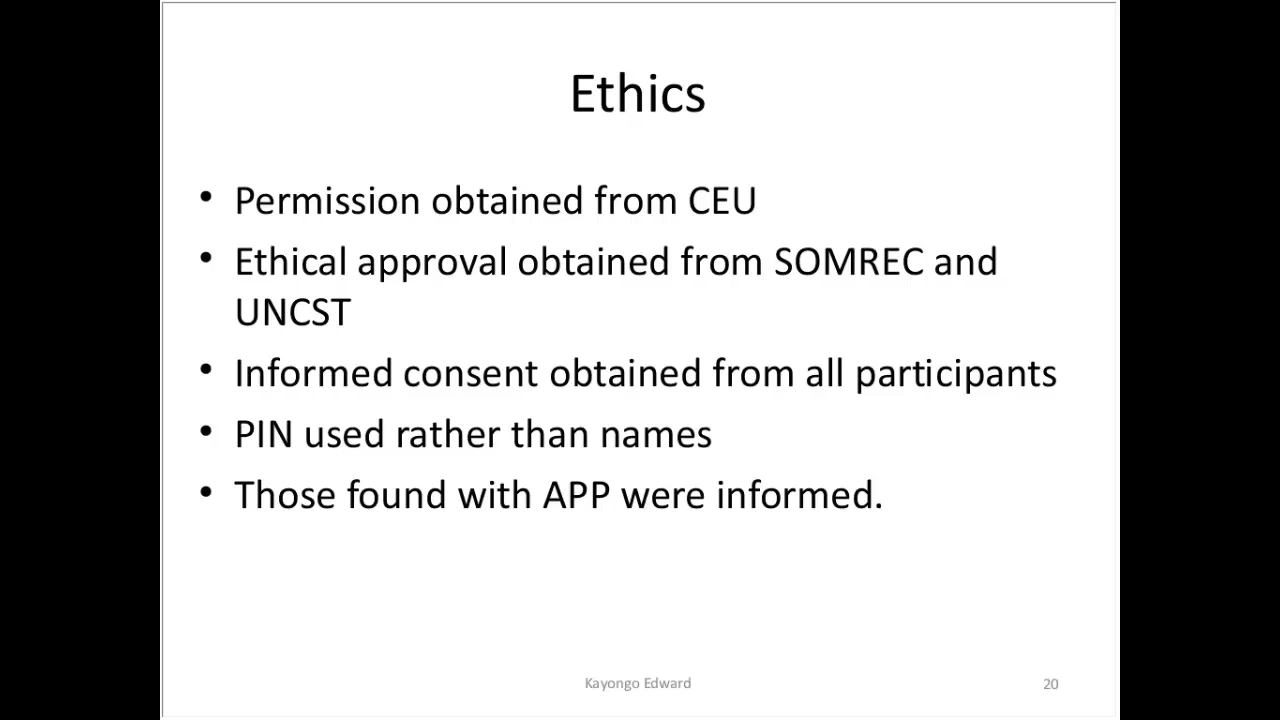 Ethics
• Permission obtained from CEU
• Ethical approval obtained from SOMREC and
UNCST
• Informed consent obtained from all participants
• PIN used rather than names
• Those found with APP were informed.
Kayongo Edward
20